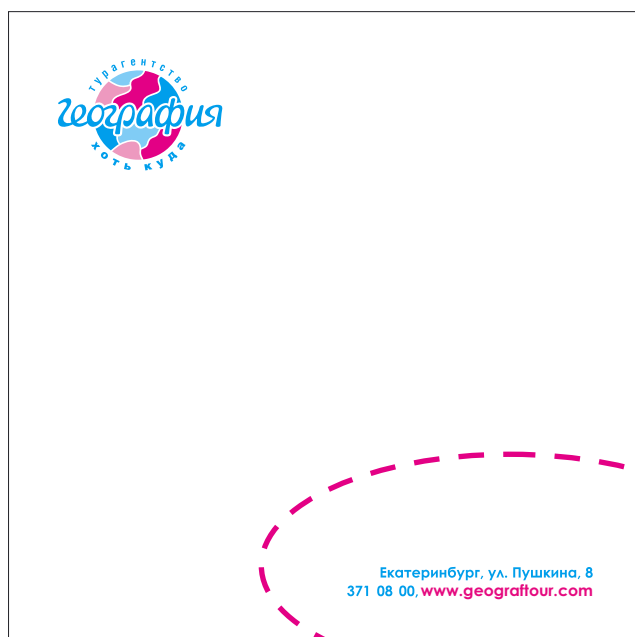 турагентство
география
хоть куда
Екатеринбург, ул. Пушкина, 8
371 08 00, www.geograftour.com